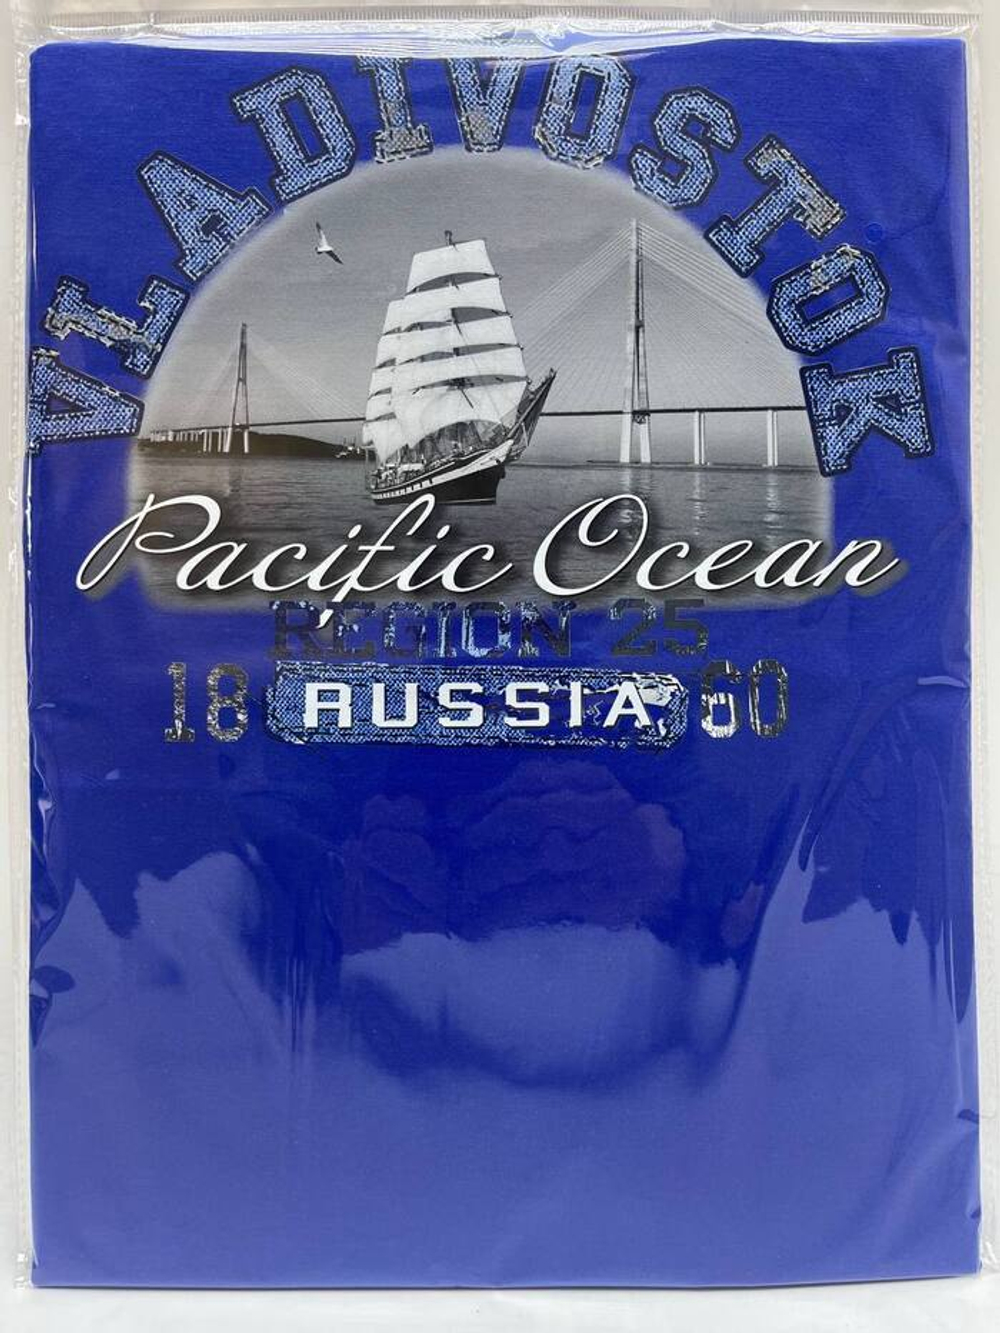 VLADIVOSTOK
Pacific Ocean
REGION 25
18 RUSSIA 60